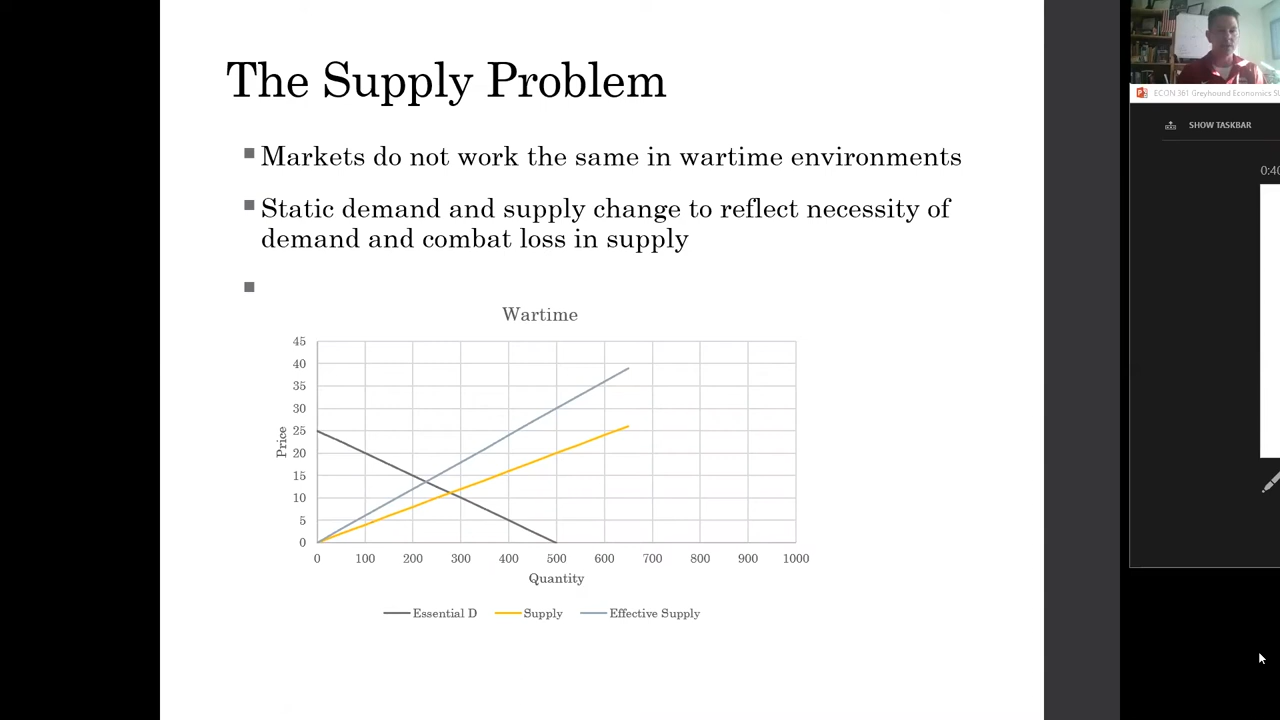 The Supply Problem
Markets do not work the same in wartime environments
Static demand and supply change to reflect necessity of
demand and combat loss in supply
Wartime
45
40
35
30
25
20
15
10
5
0
Price
0 100 200 300 400 500 600 700 800 900 1000
Quantity
Essential D Supply Effective Supply
ECON 361 Greyhound Economics
SHOW TASKBAR
0:40